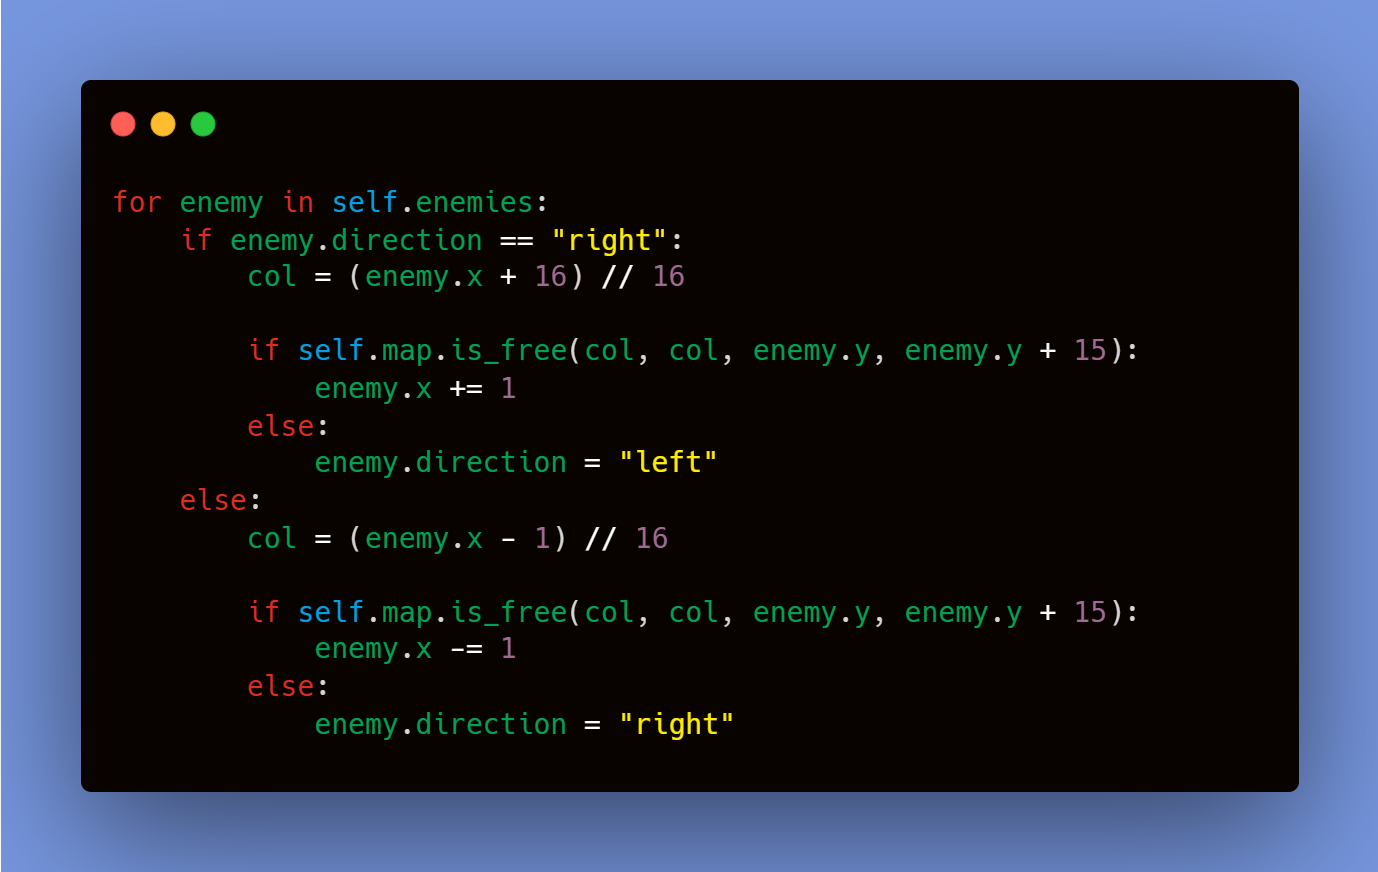 for enemy in self.enemies:
    if enemy.direction == "right":
        col = (enemy.x + 16) // 16

        if self.map.is_free(col, col, enemy.y, enemy.y + 15):
            enemy.x += 1
        else:
            enemy.direction = "left"
    else:
        col = (enemy.x - 1) // 16

        if self.map.is_free(col, col, enemy.y, enemy.y + 15):
            enemy.x -= 1
        else:
            enemy.direction = "right"